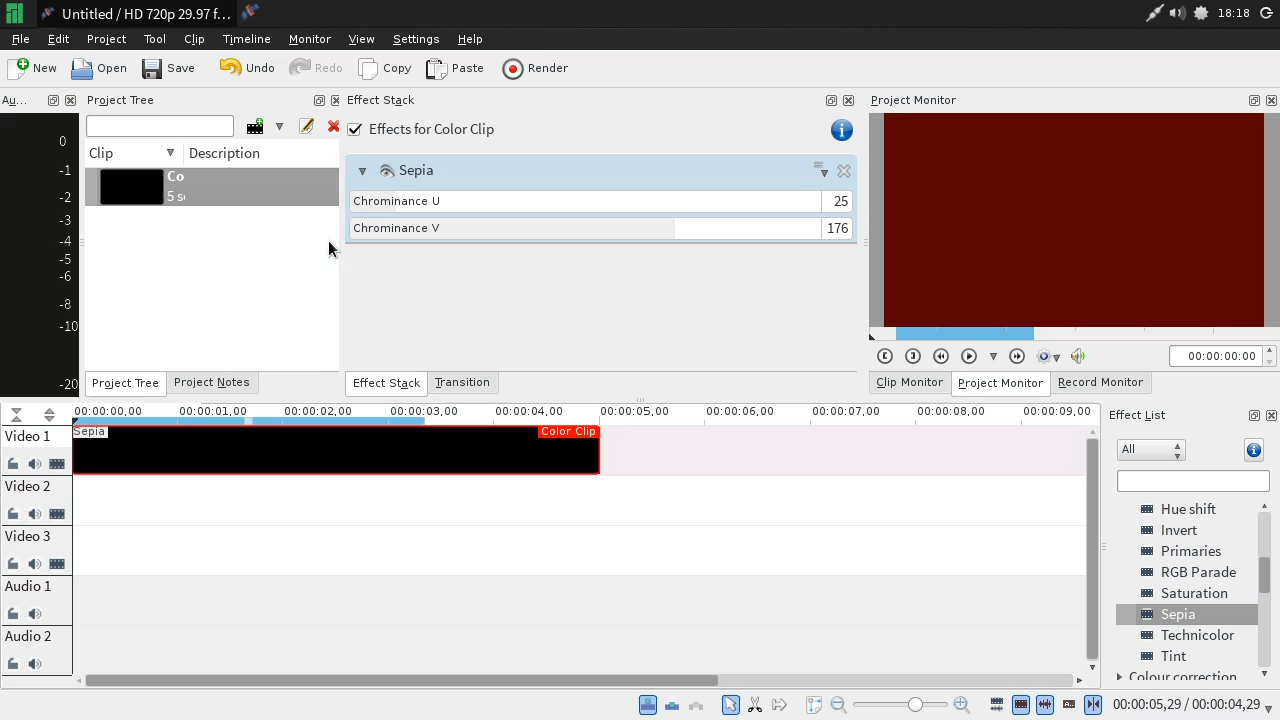 Untitled / HD 720p 29.97 f...
18:18
File Edit Project Tool Clip Timeline Monitor View Settings Help
New Open Save Undo Redo Copy Paste Render
Au...
Project Tree
Effect Stack
Project Monitor
0
-1
-2
-3
-4
-5
-6
-8
-10
-20
Clip Description
Co
5 s
Project Tree Project Notes
Effects for Color Clip
Sepia
Chrominance U 25
Chrominance V 176
Effect Stack Transition
00:00:00:00
Clip Monitor Project Monitor Record Monitor
00:00:00,00 00:00:01,00 00:00:02,00 00:00:03,00 00:00:04,00 00:00:05,00 00:00:06,00 00:00:07,00 00:00:08,00 00:00:09,00
Video 1
Sepia
Color Clip
Video 2
Video 3
Audio 1
Audio 2
Effect List
All
Hue shift
Invert
Primaries
RGB Parade
Saturation
Sepia
Technicolor
Tint
Colour correction
00:00:05,29 / 00:00:04,29